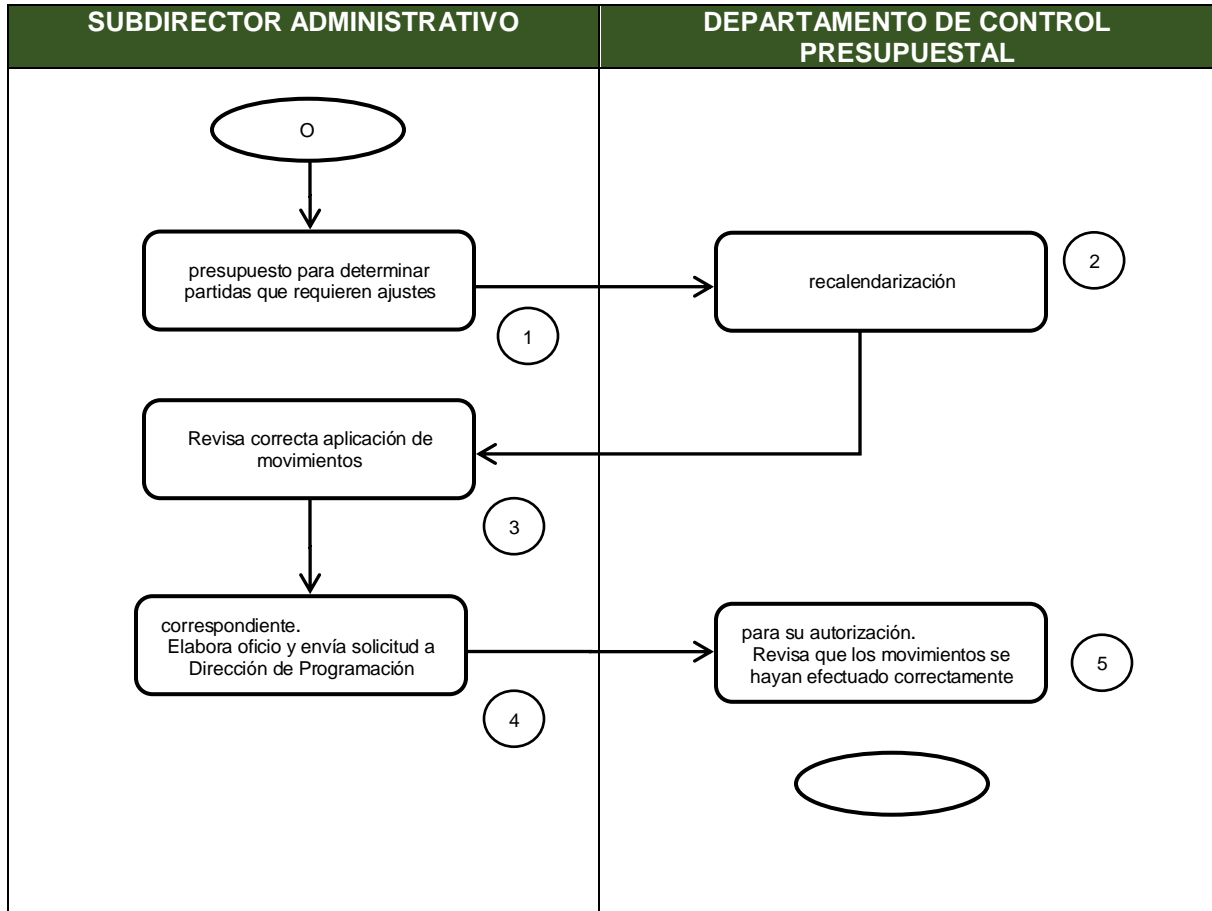 SUBDIRECTOR ADMINISTRATIVO
DEPARTAMENTO DE CONTROL
PRESUPUESTAL
O
presupuesto para determinar
partidas que requieren ajustes
1
recalendarización
2
Revisa correcta aplicación de
movimientos
3
correspondiente.
Elabora oficio y envía solicitud a
Dirección de Programación
4
para su autorización.
Revisa que los movimientos se
hayan efectuado correctamente
5